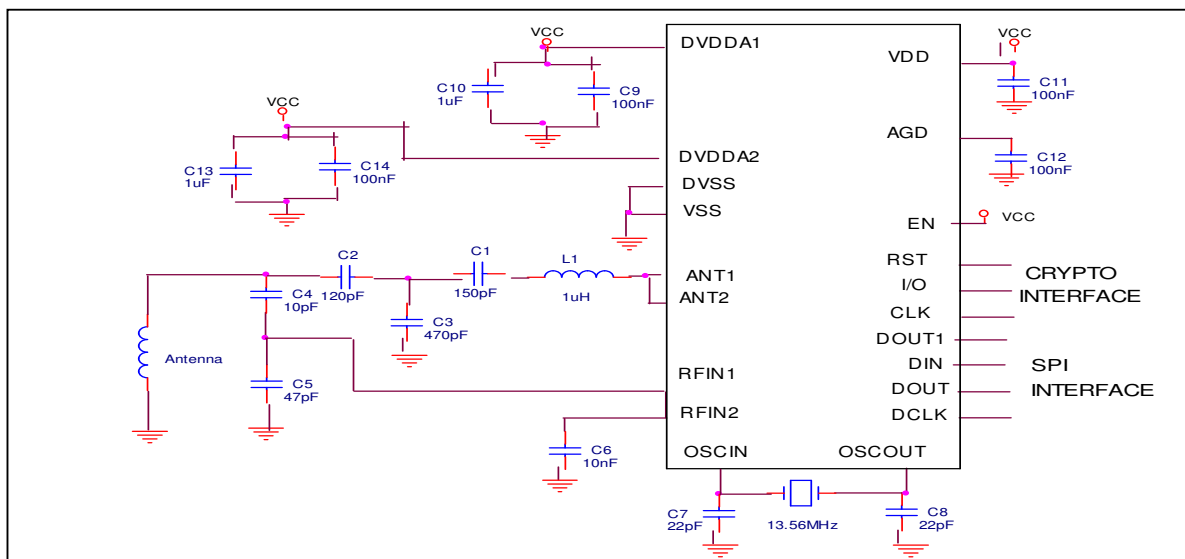 VCC
DVDDA1
C10
1uF
C9
100nF
VCC
C13
1uF
C14
100nF
DVDDA2
DVSS
VSS
C2
120pF
C1
150pF
L1
1uH
ANT1
ANT2
C4
10pF
C3
470pF
Antenna
C5
47pF
RFIN1
RFIN2
C6
10nF
OSCIN
OSCOUT
C7
22pF
13.56MHz
C8
22pF
VDD
VCC
C11
100nF
AGD
C12
100nF
EN
VCC
RST
CRYPTO
I/O
INTERFACE
CLK
DOUT1
DIN
SPI
DOUT
INTERFACE
DCLK